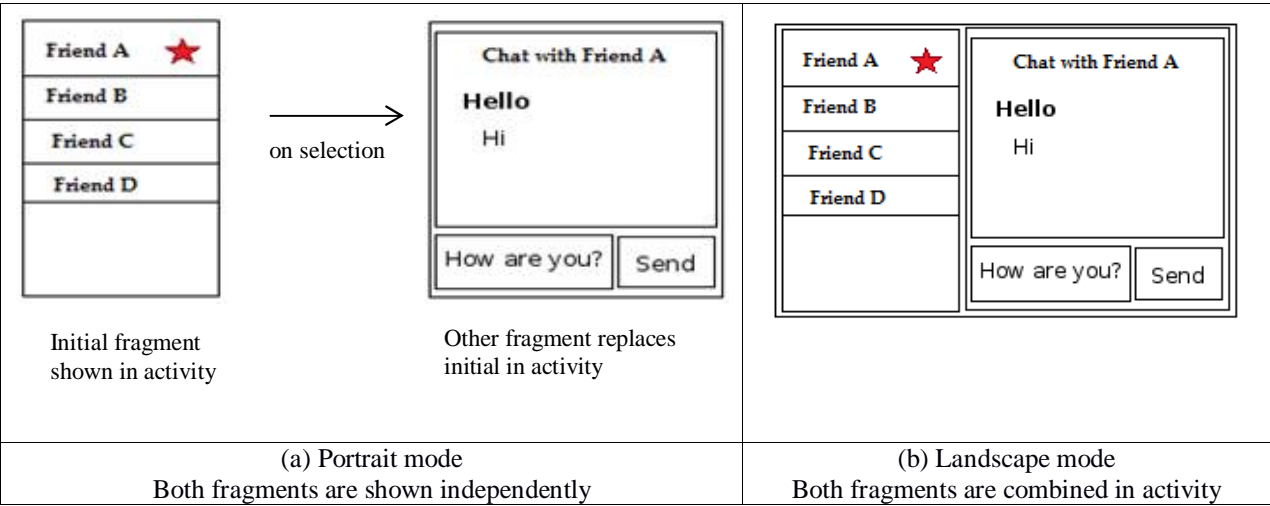 Friend A
Friend B
Friend C
Friend D
on selection
Chat with Friend A
Hello
Hi
How are you?
Send
Initial fragment
shown in activity
Other fragment replaces
initial in activity
Friend A
Friend B
Friend C
Friend D
Chat with Friend A
Hello
Hi
How are you?
Send
(a) Portrait mode
Both fragments are shown independently
(b) Landscape mode
Both fragments are combined in activity